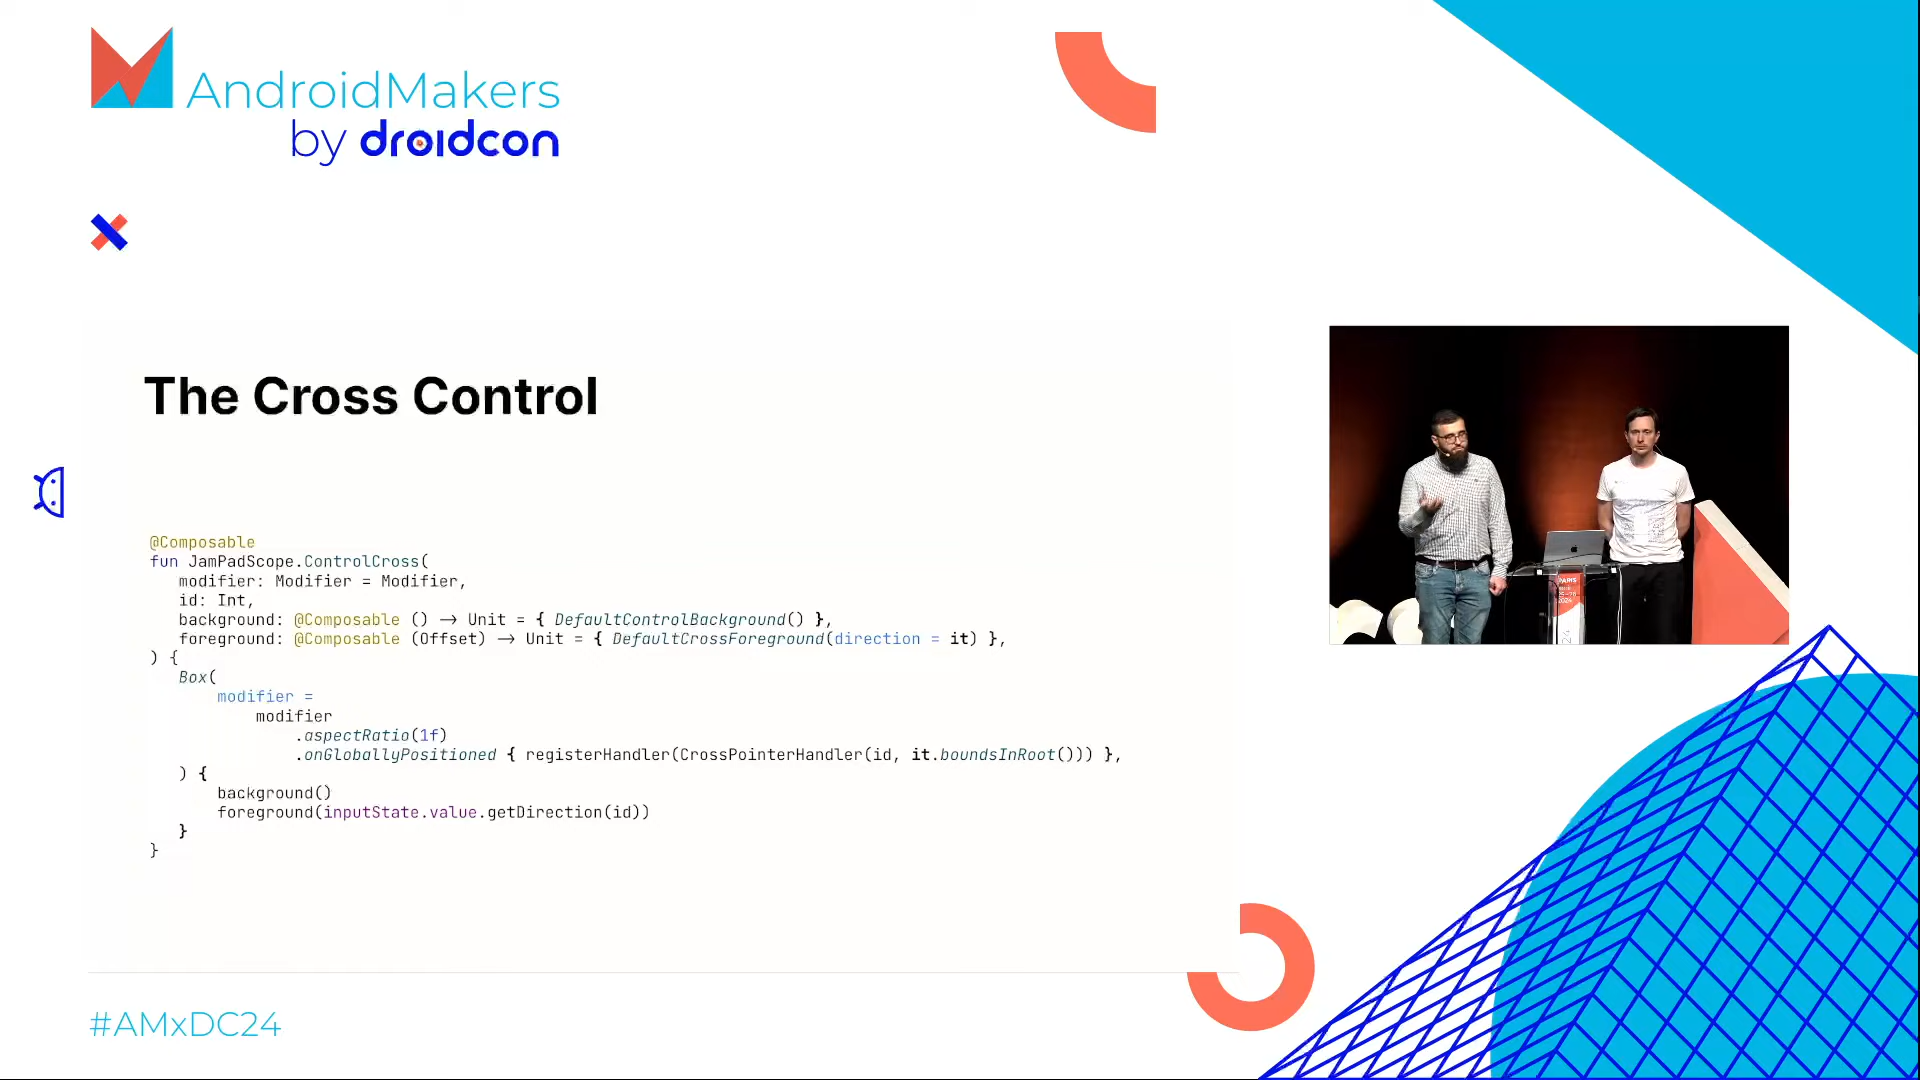 AndroidMakers
by droidcon
The Cross Control
@Composable
fun JamPadScope.ControlCross(
modifier: Modifier = Modifier,
id: Int,
background: @Composable () → Unit = { DefaultControlBackground() },
foreground: @Composable (Offset) → Unit = { DefaultCrossForeground(direction = it) },
) {
Box(
modifier =
modifier
.aspectRatio(1f)
.onGloballyPositioned { registerHandler(CrossPointerHandler(id, it.boundsInRoot())) },
) {
background()
foreground(inputState.value.getDirection(id))
}
}
PARIS
2024
#AMxDC24